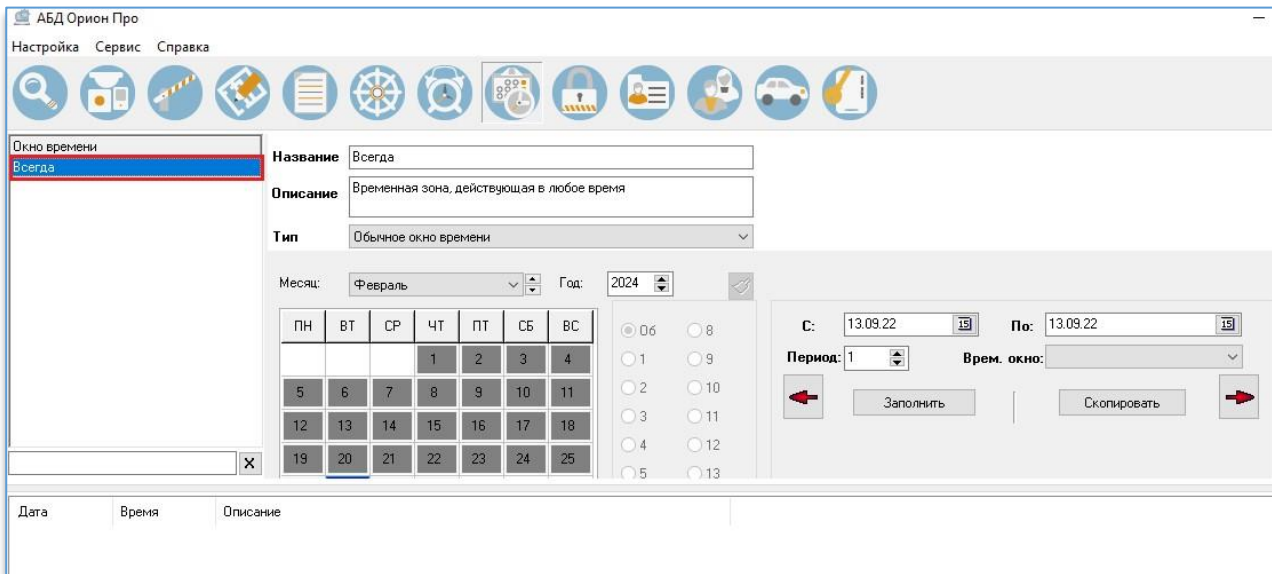 АБД Орион Про
Настройка Сервис Справка
Окно времени
Всегда
Название Всегда
Описание Временная зона, действующая в любое время
Тип Обычное окно времени
Месяц: Февраль Год: 2024
ПН ВТ СР ЧТ ПТ СБ ВС
1 2 3 4
5 6 7 8 9 10 11
12 13 14 15 16 17 18
19 20 21 22 23 24 25
Об 8
1 9
2 10
3 11
4 12
5 13
С: 13.09.22 15 По: 13.09.22 15
Период: 1 Врем. окно:
Заполнить Скопировать
X
Дата Время Описание